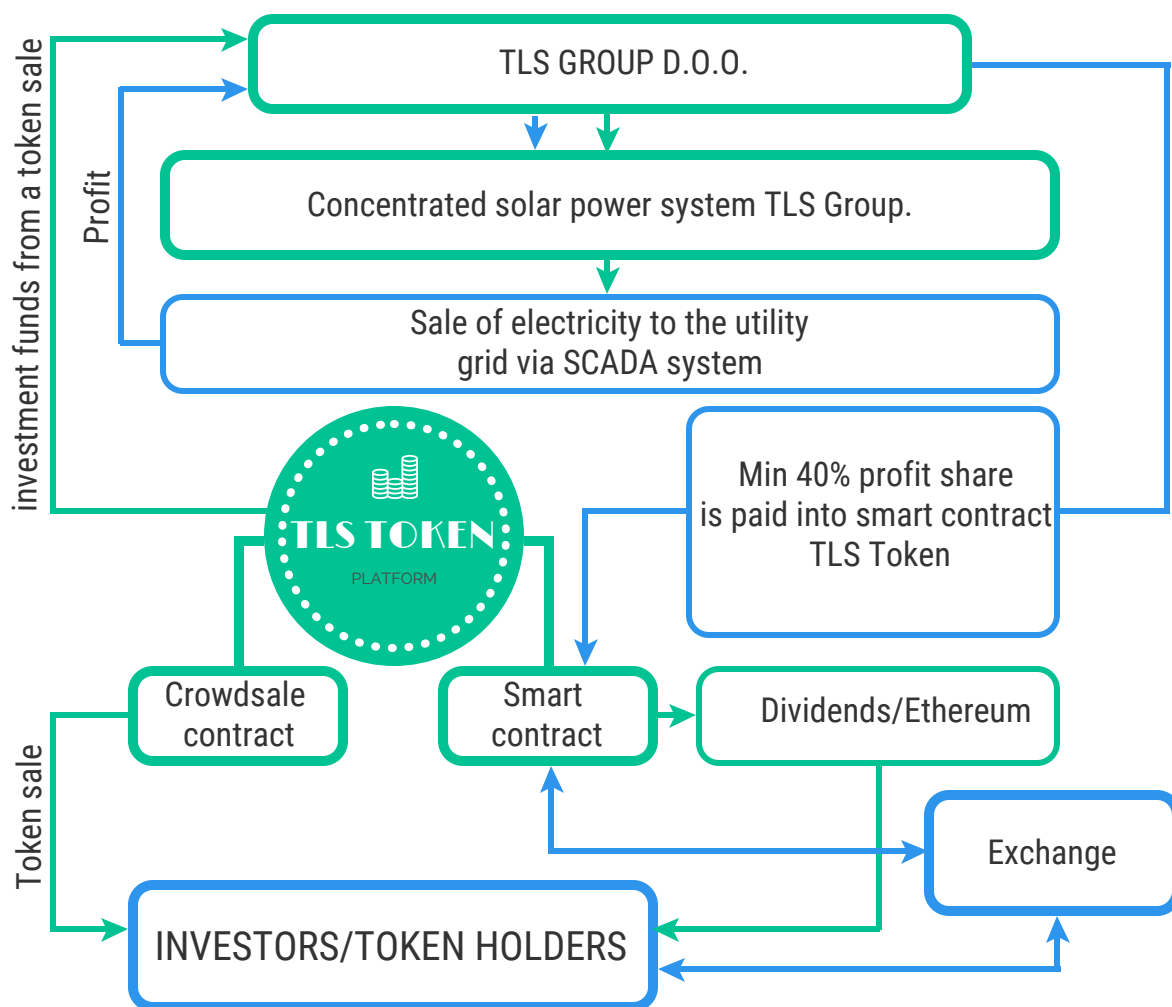 TLS GROUP D.O.O.
investment funds from a token sale
Profit
Concentrated solar power system TLS Group.
Sale of electricity to the utility
grid via SCADA system
TLS TOKEN
PLATFORM
Min 40% profit share
is paid into smart contract
TLS Token
Crowdsale
contract
Smart
contract
Dividends/Ethereum
Token sale
Exchange
INVESTORS/TOKEN HOLDERS